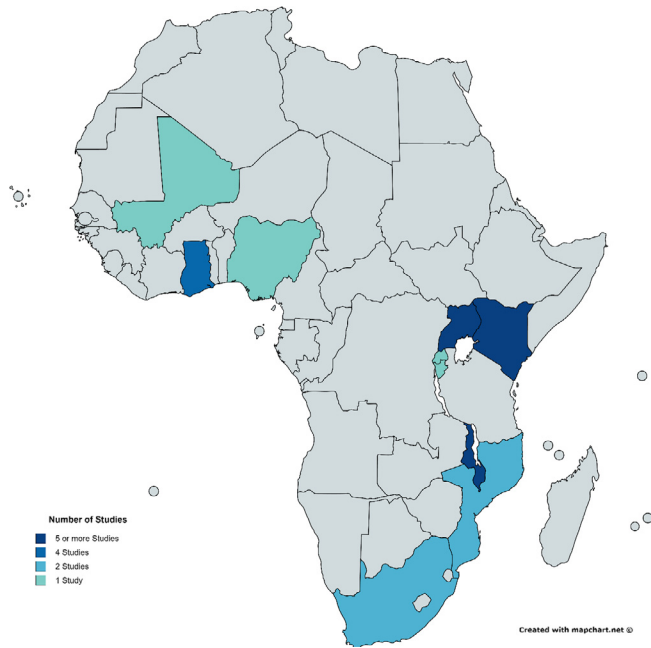 Number of Studies
5 or more Studies
4 Studies
2 Studies
1 Study
Created with mapchart.net ©